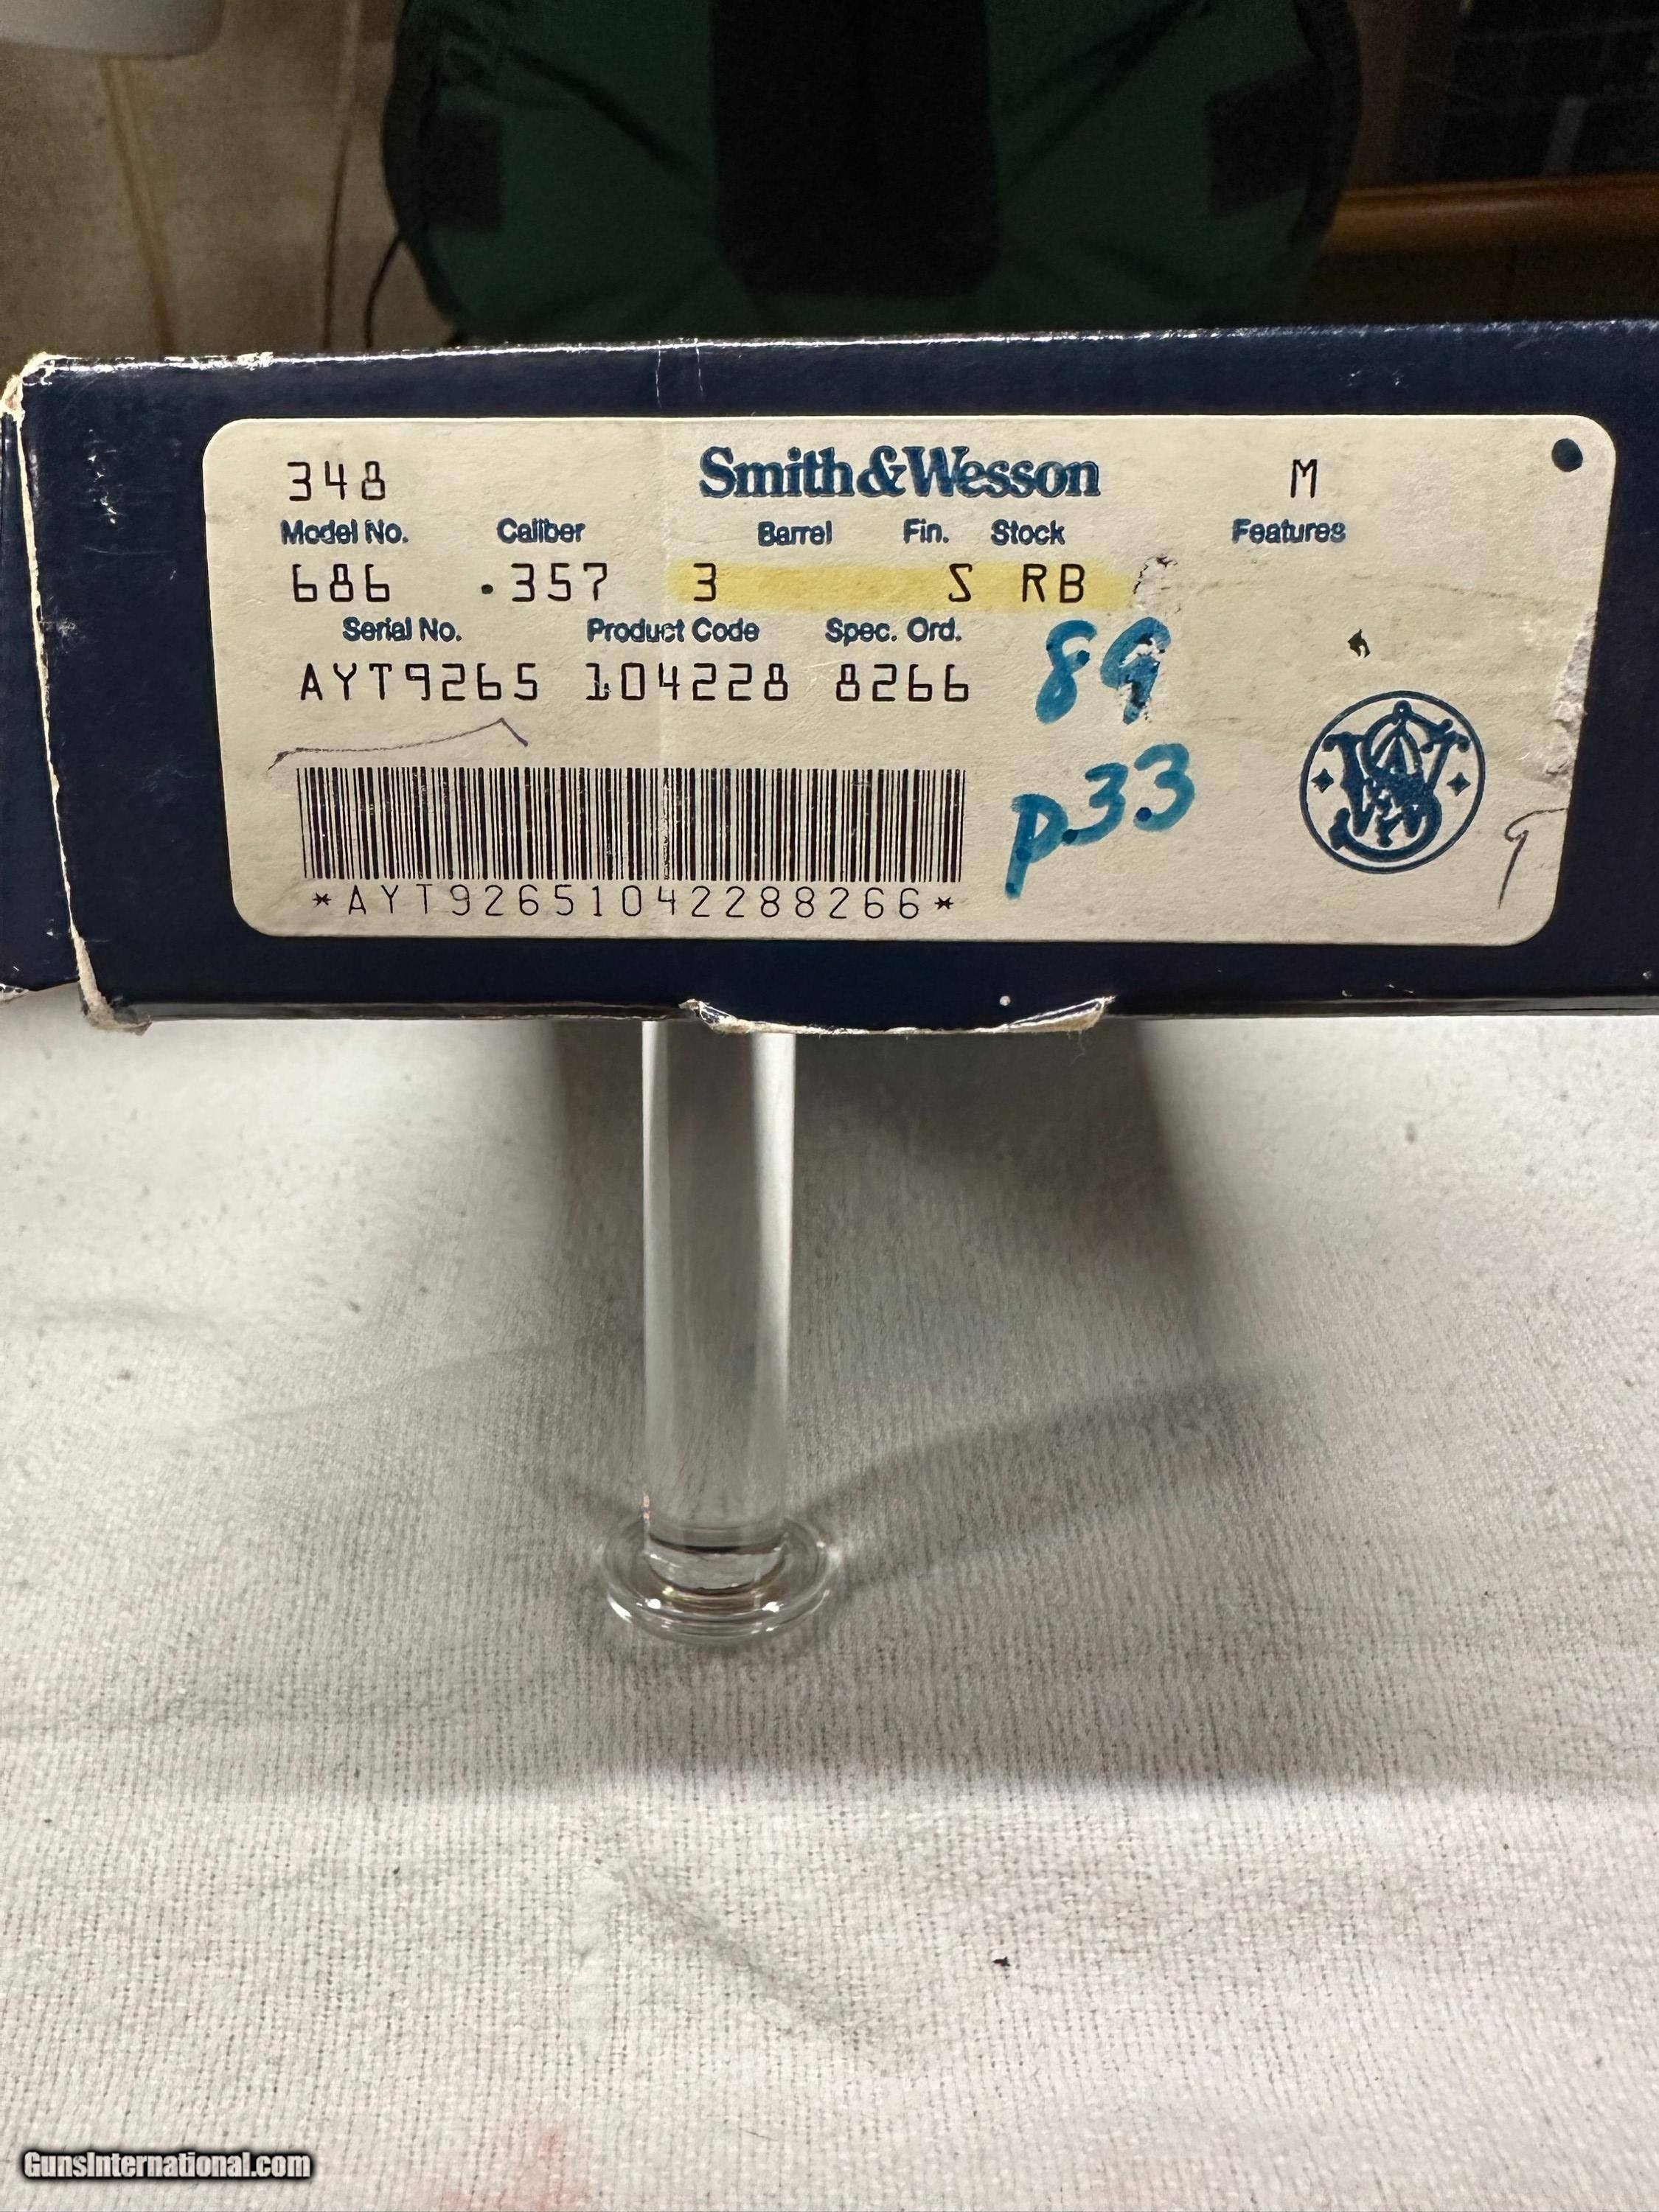 348 Smith&Wesson M
Model No. Caliber Barrel Fin. Stock Features
686 .357 3 S RB
Serial No. Product Code Spec. Ord.
AYT9265 104228 8266
89
p33
*AYT92651042288266*
GunsInternational.com